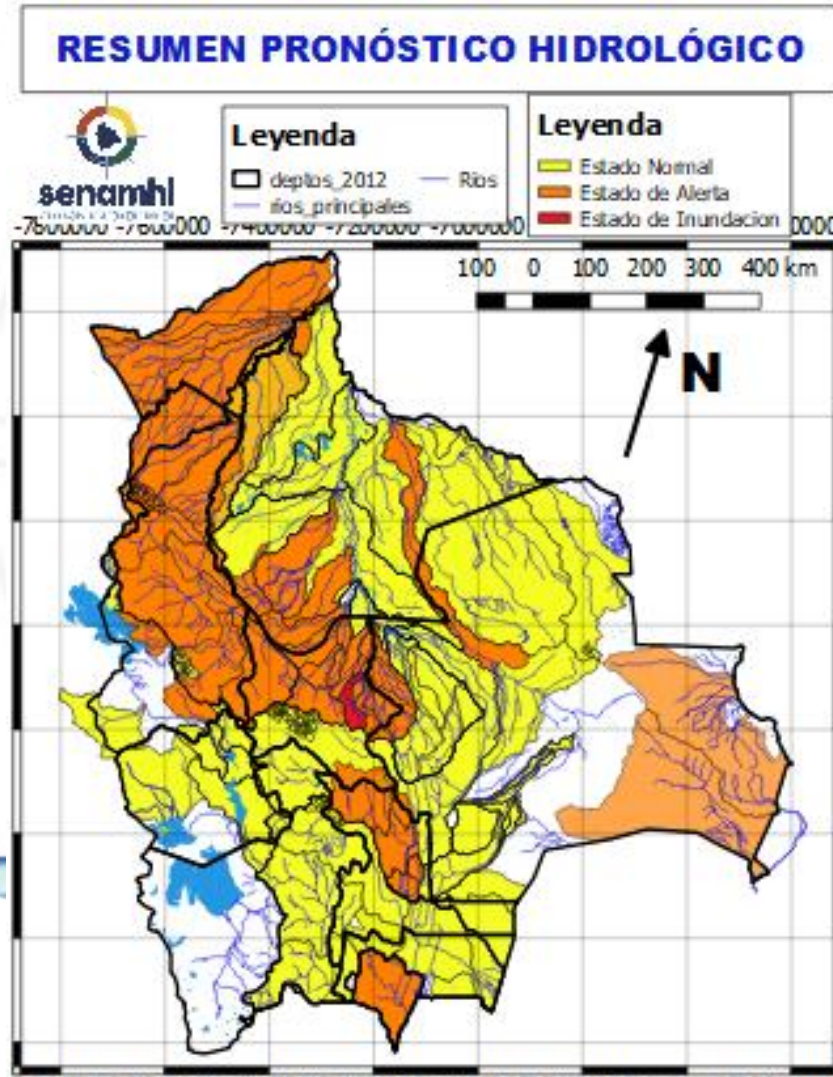 RESUMEN PRONÓSTICO HIDROLÓGICO
senamhi
Leyenda
deptos_2012 Rios
rios_principales
Leyenda
Estado Normal
Estado de Alerta
Estado de Inundacion
-7600000 -7400000 -7200000
100 0 100 200 300 400 km
N